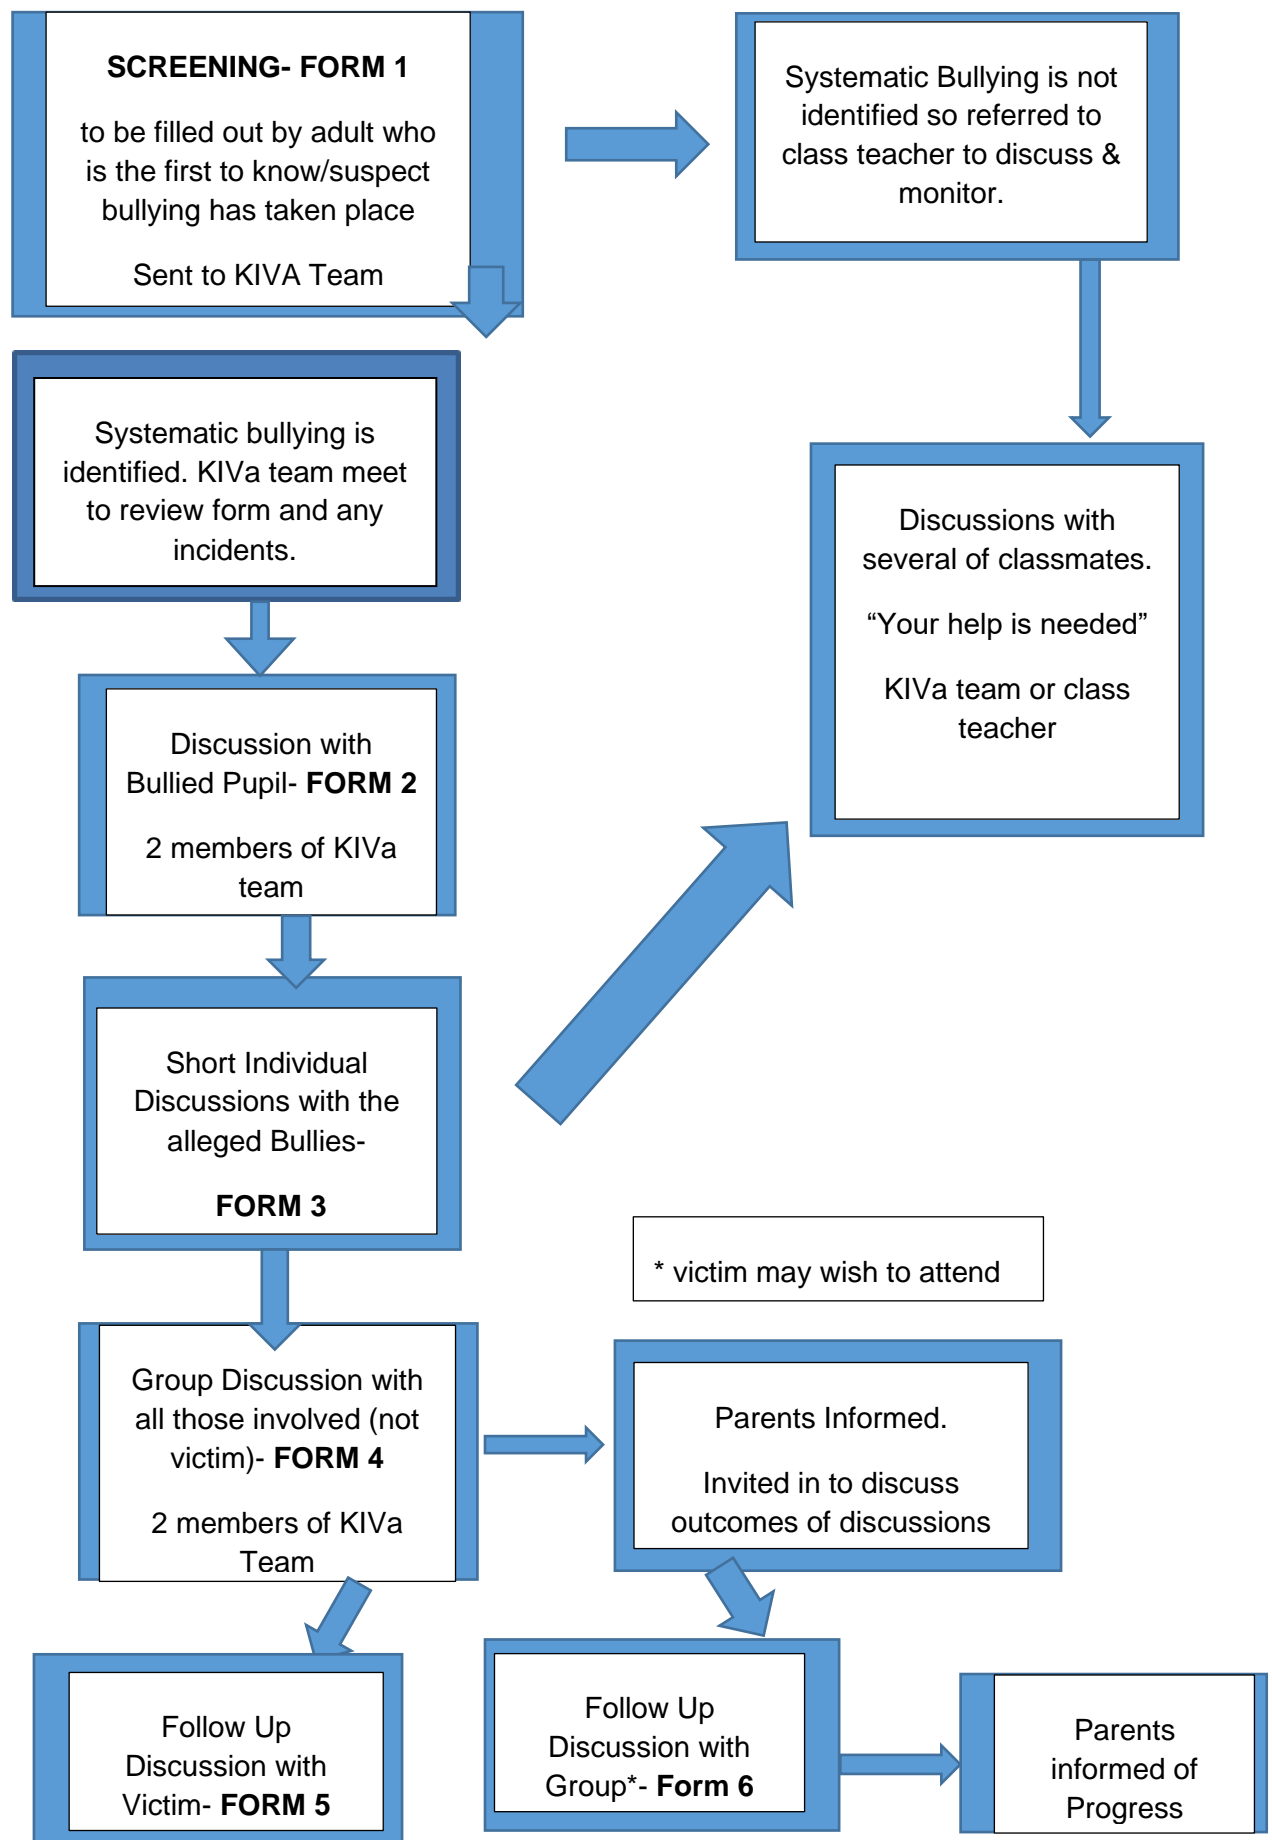 SCREENING- FORM 1
to be filled out by adult who
is the first to know/suspect
bullying has taken place
Sent to KIVA Team
Systematic Bullying is not
identified so referred to
class teacher to discuss &
monitor.
Systematic bullying is
identified. KIVa team meet
to review form and any
incidents.
Discussions with
several of classmates.
“Your help is needed”
KIVa team or class
teacher
Discussion with
Bullied Pupil- FORM 2
2 members of KIVa
team
Short Individual
Discussions with the
alleged Bullies-
FORM 3
* victim may wish to attend
Group Discussion with
all those involved (not
victim)- FORM 4
2 members of KIVa
Team
Parents Informed.
Invited in to discuss
outcomes of discussions
Follow Up
Discussion with
Victim- FORM 5
Follow Up
Discussion with
Group*- Form 6
Parents
informed of
Progress